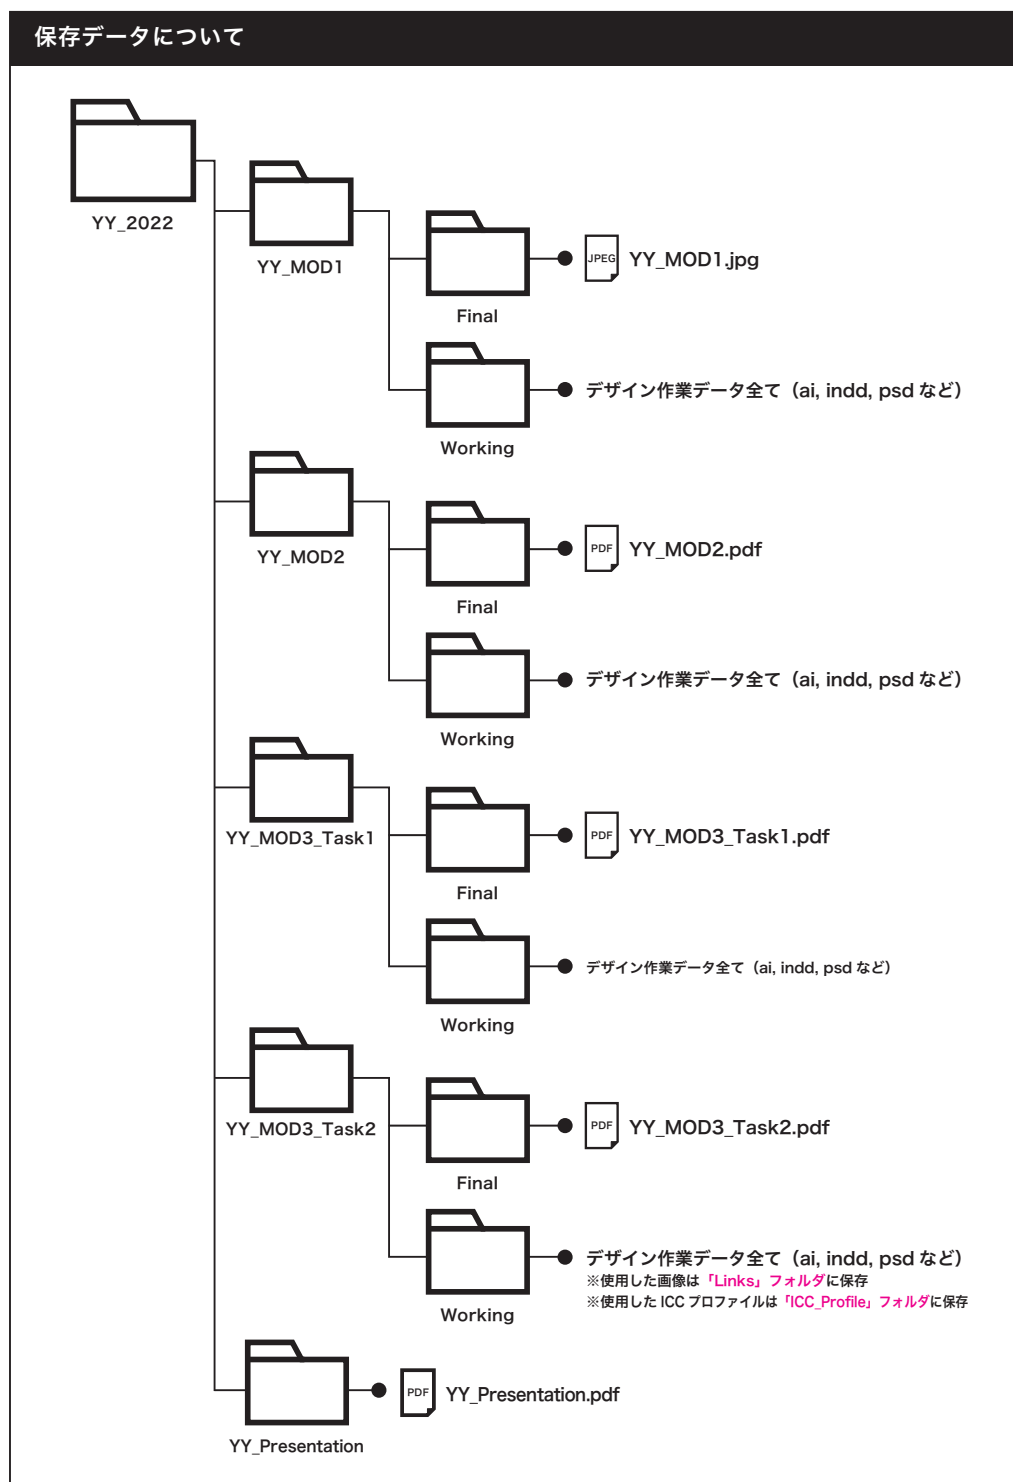 保存データについて
YY_2022
YY_MOD1
Final
JPEG YY_MOD1.jpg
Working
デザイン作業データ全て（ai, indd, psd など）
YY_MOD2
Final
PDF YY_MOD2.pdf
Working
デザイン作業データ全て（ai, indd, psd など）
YY_MOD3_Task1
Final
PDF YY_MOD3_Task1.pdf
Working
デザイン作業データ全て（ai, indd, psd など）
YY_MOD3_Task2
Final
PDF YY_MOD3_Task2.pdf
Working
デザイン作業データ全て（ai, indd, psd など）
※使用した画像は「Links」フォルダに保存
※使用した ICC プロファイルは「ICC_Profile」フォルダに保存
YY_Presentation
PDF YY_Presentation.pdf